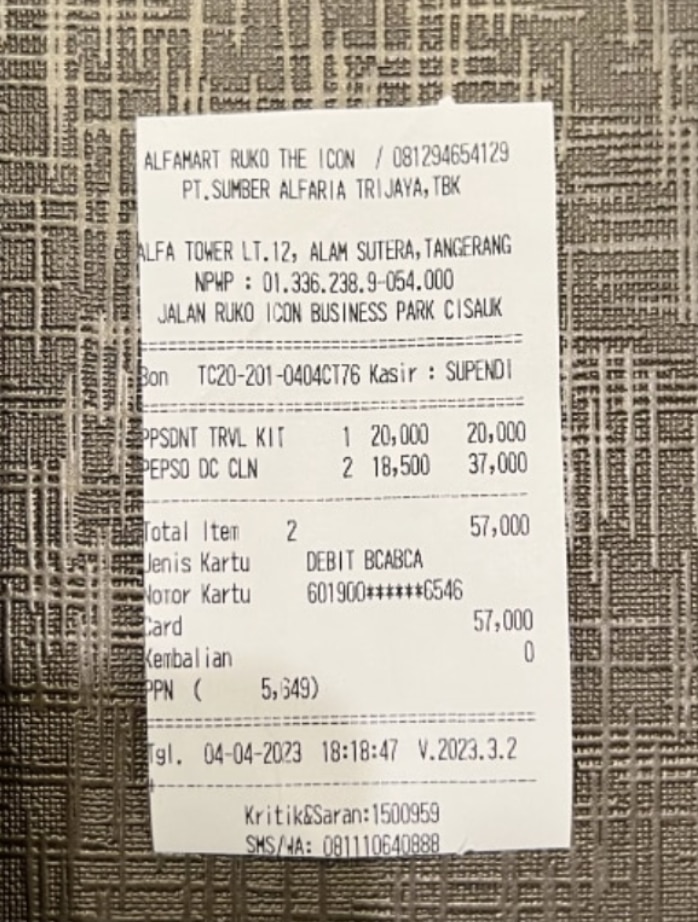 ALFAMART RUKO THE ICON / 081294654129
PT.SUMBER ALFARIA TRIJAYA,TBK
ALFA TOWER LT.12, ALAM SUTERA,TANGERANG
NPWP : 01.336.238.9-054.000
JALAN RUKO ICON BUSINESS PARK CISAUK
Bon TC20-201-0404CT76 Kasir : SUPENDI
PPSDNT TRVL KIT 1 20,000 20,000
PEPSO DC CLN 2 18,500 37,000
Total Item 2 57,000
Jenis Kartu DEBIT BCABCA
Nomor Kartu 601900******6546
Card 57,000
Kembalian 0
PPN ( 5,649)
Tgl. 04-04-2023 18:18:47 V.2023.3.2
Kritik&Saran:1500959
SMS/WA: 081110640888